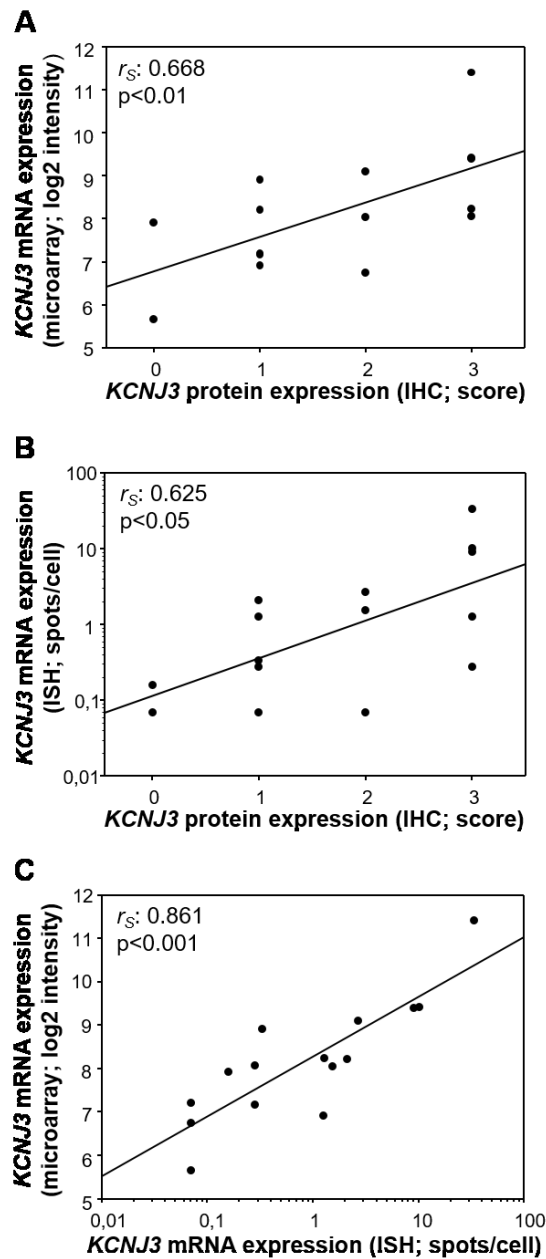 A
12
11
10
9
8
7
6
5
r_S: 0.668
p<0.01
KCNJ3 mRNA expression
(microarray; log2 intensity)
0 1 2 3
KCNJ3 protein expression (IHC; score)
B
100
10
1
0,1
0,01
r_S: 0.625
p<0.05
KCNJ3 mRNA expression
(ISH; spots/cell)
0 1 2 3
KCNJ3 protein expression (IHC; score)
C
12
11
10
9
8
7
6
5
r_S: 0.861
p<0.001
KCNJ3 mRNA expression
(microarray; log2 intensity)
0,01 0,1 1 10 100
KCNJ3 mRNA expression (ISH; spots/cell)